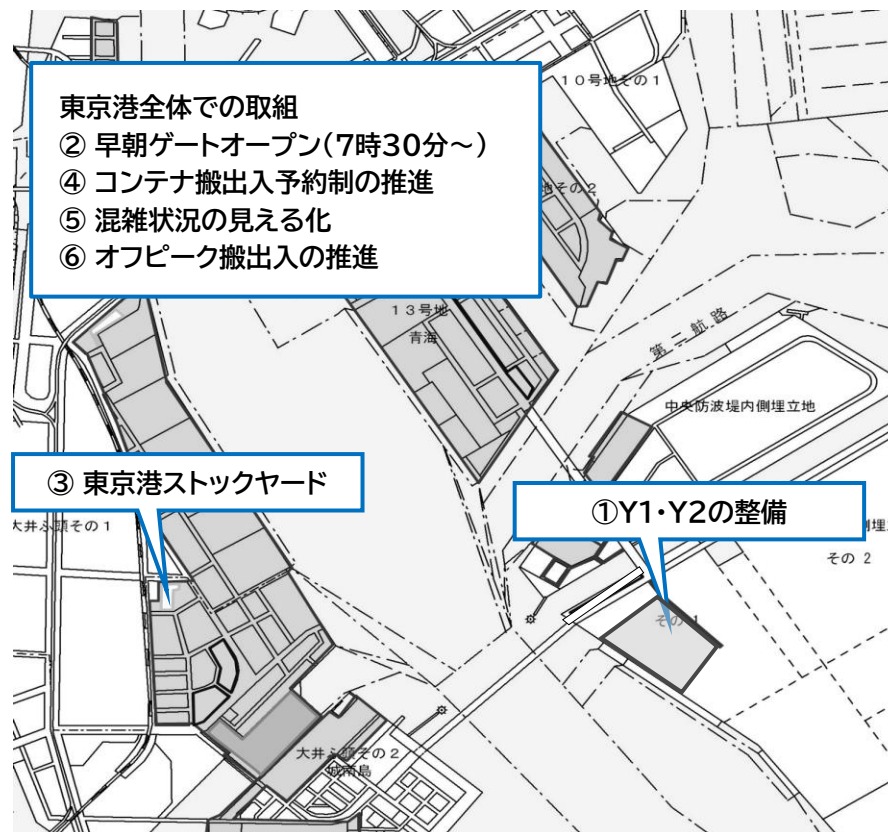 東京港全体での取組
② 早朝ゲートオープン(7時30分~)
④ コンテナ搬出入予約制の推進
⑤ 混雑状況の見える化
⑥ オフピーク搬出入の推進
10号地その1
その2
13号地
青海
第二航路
中央防波堤内側埋立地
③ 東京港ストックヤード
①Y1・Y2の整備
大井ふ頭その1
その 2
大井ふ頭その2
城南島